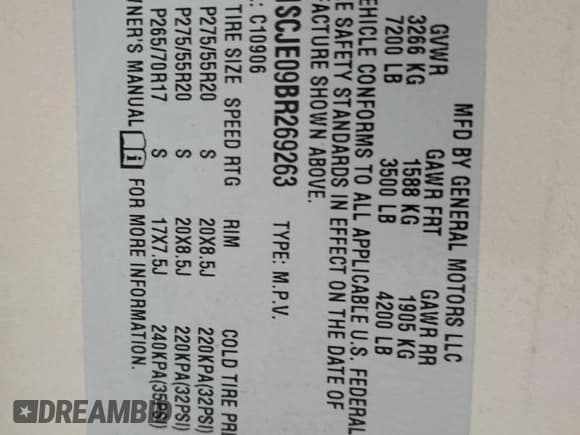 MFD BY GENERAL MOTORS LLC
GVWR GAWR FRT GAWR RR
3266 KG 1588 KG 1905 KG
7200 LB 3500 LB 4200 LB
EHICLE CONFORMS TO ALL APPLICABLE U.S. FEDERAL
E SAFETY STANDARDS IN EFFECT ON THE DATE OF
FACTURE SHOWN ABOVE.
SCJE09BR269263 TYPE: M.P.V.
: C10906
TIRE SIZE SPEED RTG RIM COLD TIRE PRE
P275/55R20 S 20X8.5J 220KPA(32PSI)
P275/55R20 S 20X8.5J 220KPA(32PSI)
P265/70R17 S 17X7.5J 240KPA(35PSI)
NER'S MANUAL FOR MORE INFORMATION.
DREAMBID